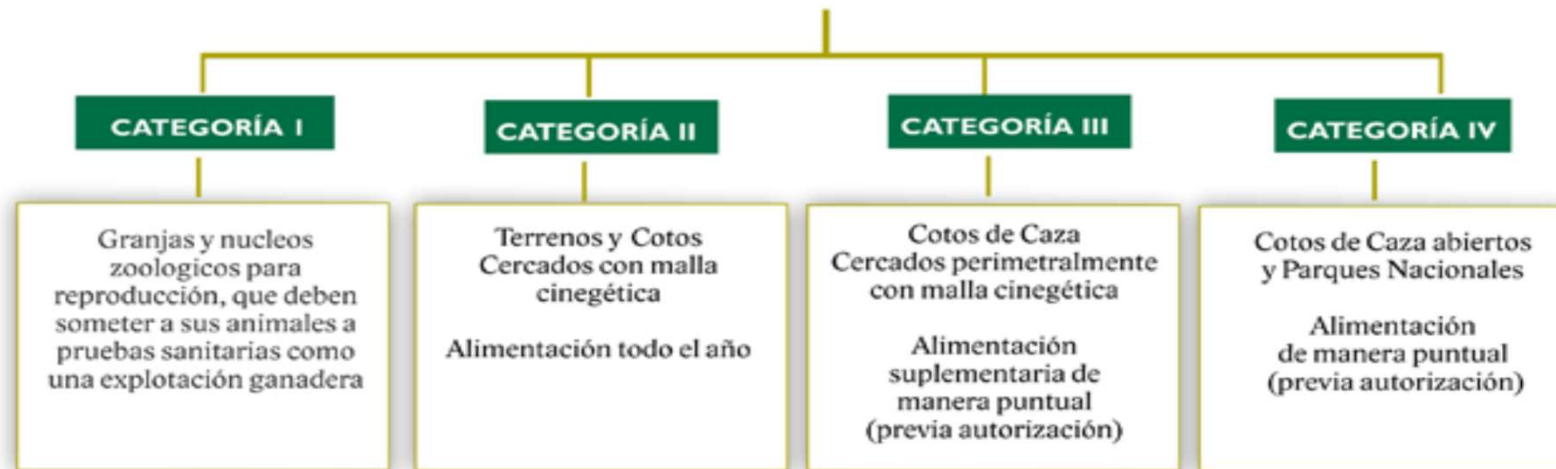 CATEGORÍA I
Granjas y nucleos
zoologicos para
reproducción, que deben
someter a sus animales a
pruebas sanitarias como
una explotación ganadera
CATEGORÍA II
Terrenos y Cotos
Cercados con malla
cinegética
Alimentación todo el año
CATEGORÍA III
Cotos de Caza
Cercados perimetralmente
con malla cinegética
Alimentación
suplementaria de
manera puntual
(previa autorización)
CATEGORÍA IV
Cotos de Caza abiertos
y Parques Nacionales
Alimentación
de manera puntual
(previa autorización)